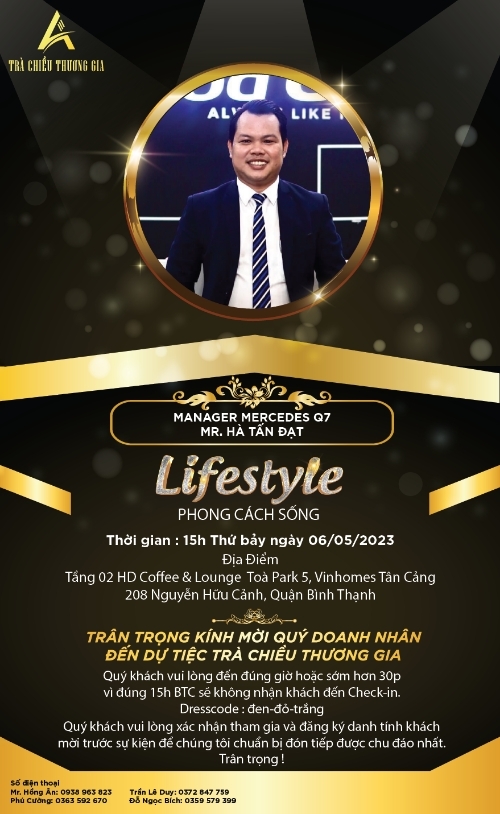 TRÀ CHIỀU THƯƠNG GIA
MANAGER MERCEDES Q7
MR. HÀ TẤN ĐẠT
Lifestyle
PHONG CÁCH SỐNG
Thời gian : 15h Thứ bảy ngày 06/05/2023
Địa Điểm
Tầng 02 HD Coffee & Lounge Toà Park 5, Vinhomes Tân Cảng
208 Nguyễn Hữu Cảnh, Quận Bình Thạnh
TRÂN TRỌNG KÍNH MỜI QUÝ DOANH NHÂN
ĐẾN DỰ TIỆC TRÀ CHIỀU THƯƠNG GIA
Quý khách vui lòng đến đúng giờ hoặc sớm hơn 30p
vì đúng 15h BTC sẽ không nhận khách đến Check-in.
Dresscode : đen-đỏ-trắng
Quý khách vui lòng xác nhận tham gia và đăng ký danh tính khách
mời trước sự kiện để chúng tôi chuẩn bị đón tiếp được chu đáo nhất.
Trân trọng !
Số điện thoại
Mr. Hồng Ân: 0938 963 823 Trần Lê Duy: 0372 847 759
Phú Cường: 0363 592 670 Đỗ Ngọc Bích: 0359 579 399